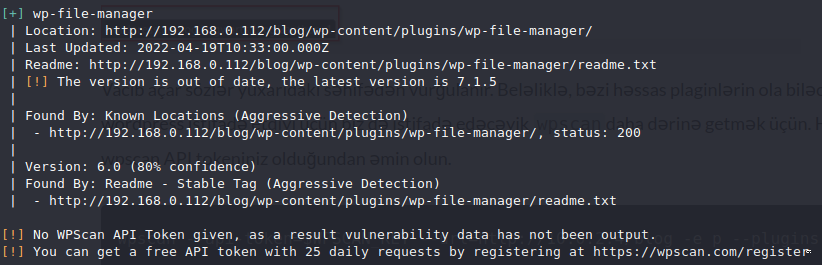 [+] wp-file-manager
| Location: http://192.168.0.112/blog/wp-content/plugins/wp-file-manager/
| Last Updated: 2022-04-19T10:33:00.000Z
| Readme: http://192.168.0.112/blog/wp-content/plugins/wp-file-manager/readme.txt
| [!] The version is out of date, the latest version is 7.1.5
|
| Found By: Known Locations (Aggressive Detection)
|  - http://192.168.0.112/blog/wp-content/plugins/wp-file-manager/, status: 200
|
| Version: 6.0 (80% confidence)
| Found By: Readme - Stable Tag (Aggressive Detection)
|  - http://192.168.0.112/blog/wp-content/plugins/wp-file-manager/readme.txt
[!] No WPScan API Token given, as a result vulnerability data has not been output.
[!] You can get a free API token with 25 daily requests by registering at https://wpscan.com/register